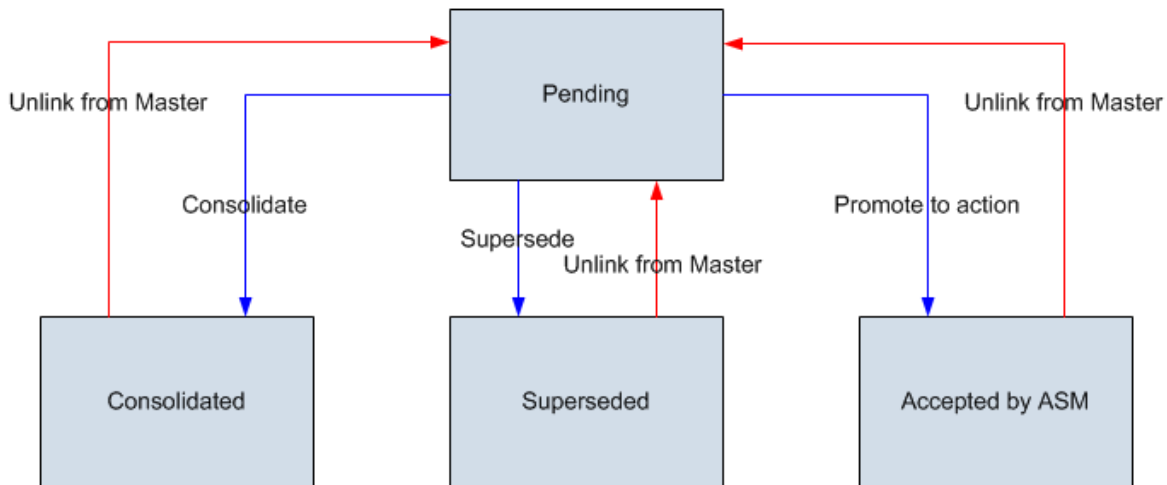 Pending
Unlink from Master
Unlink from Master
Consolidate
Promote to action
Supersede
Unlink from Master
Consolidated
Superseded
Accepted by ASM